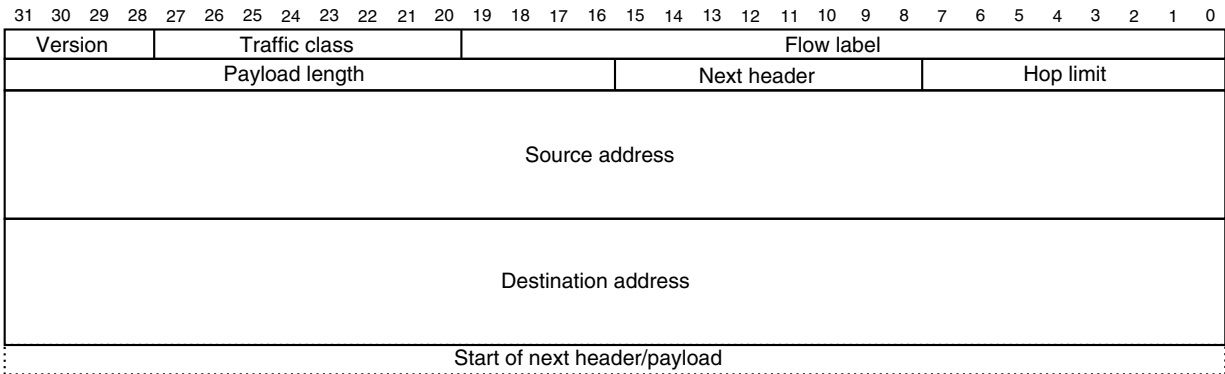 31 30 29 28 27 26 25 24 23 22 21 20 19 18 17 16 15 14 13 12 11 10 9 8 7 6 5 4 3 2 1 0
Version Traffic class Flow label
Payload length Next header Hop limit
Source address
Destination address
Start of next header/payload